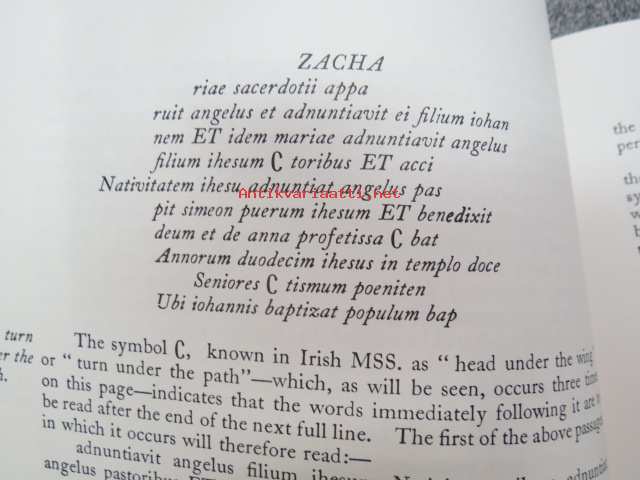 ZACHA
riae sacerdotii appa
ruit angelus et adnuntiavit ei filium iohan
nem ET idem mariae adnuntiavit angelus
filium ihesum C toribus ET acci
Nativitatem ihesu adnuntiat angelus pas
Antikvariaatti.net
pit simeon puerum ihesum ET benedixit
deum et de anna profetissa C bat
Annorum duodecim ihesus in templo doce
Seniores C tismum poeniten
Ubi iohannis baptizat populum bap
The symbol C, known in Irish MSS. as "head under the wing"
or "turn under the path"—which, as will be seen, occurs three
on this page—indicates that the words immediately following it are
be read after the end of the next full line. The first of the above
in which it occurs will therefore read:—
adnuntiavit angelus filium
angelus
turn
the
the
per
the